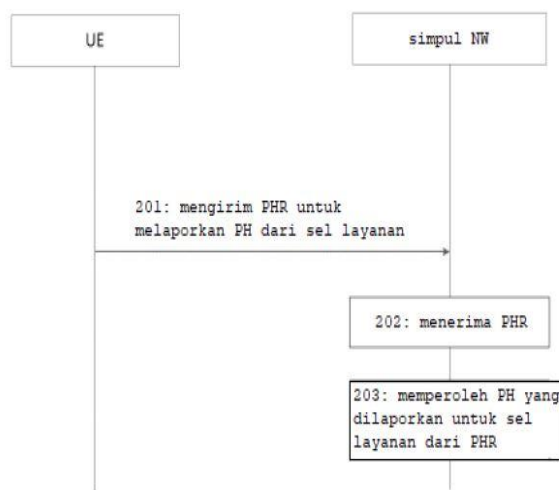 UE
simpul NW
201: mengirim PHR untuk
melaporkan PH dari sel layanan
202: menerima PHR
203: memperoleh PH yang
dilaporkan untuk sel
layanan dari PHR